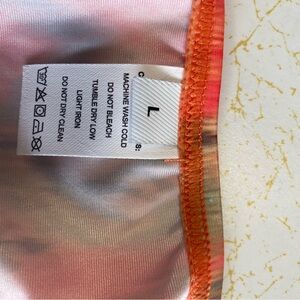 L
MACHINE WASH COLD
DO NOT BLEACH
TUMBLE DRY LOW
LIGHT IRON
DO NOT DRY CLEAN